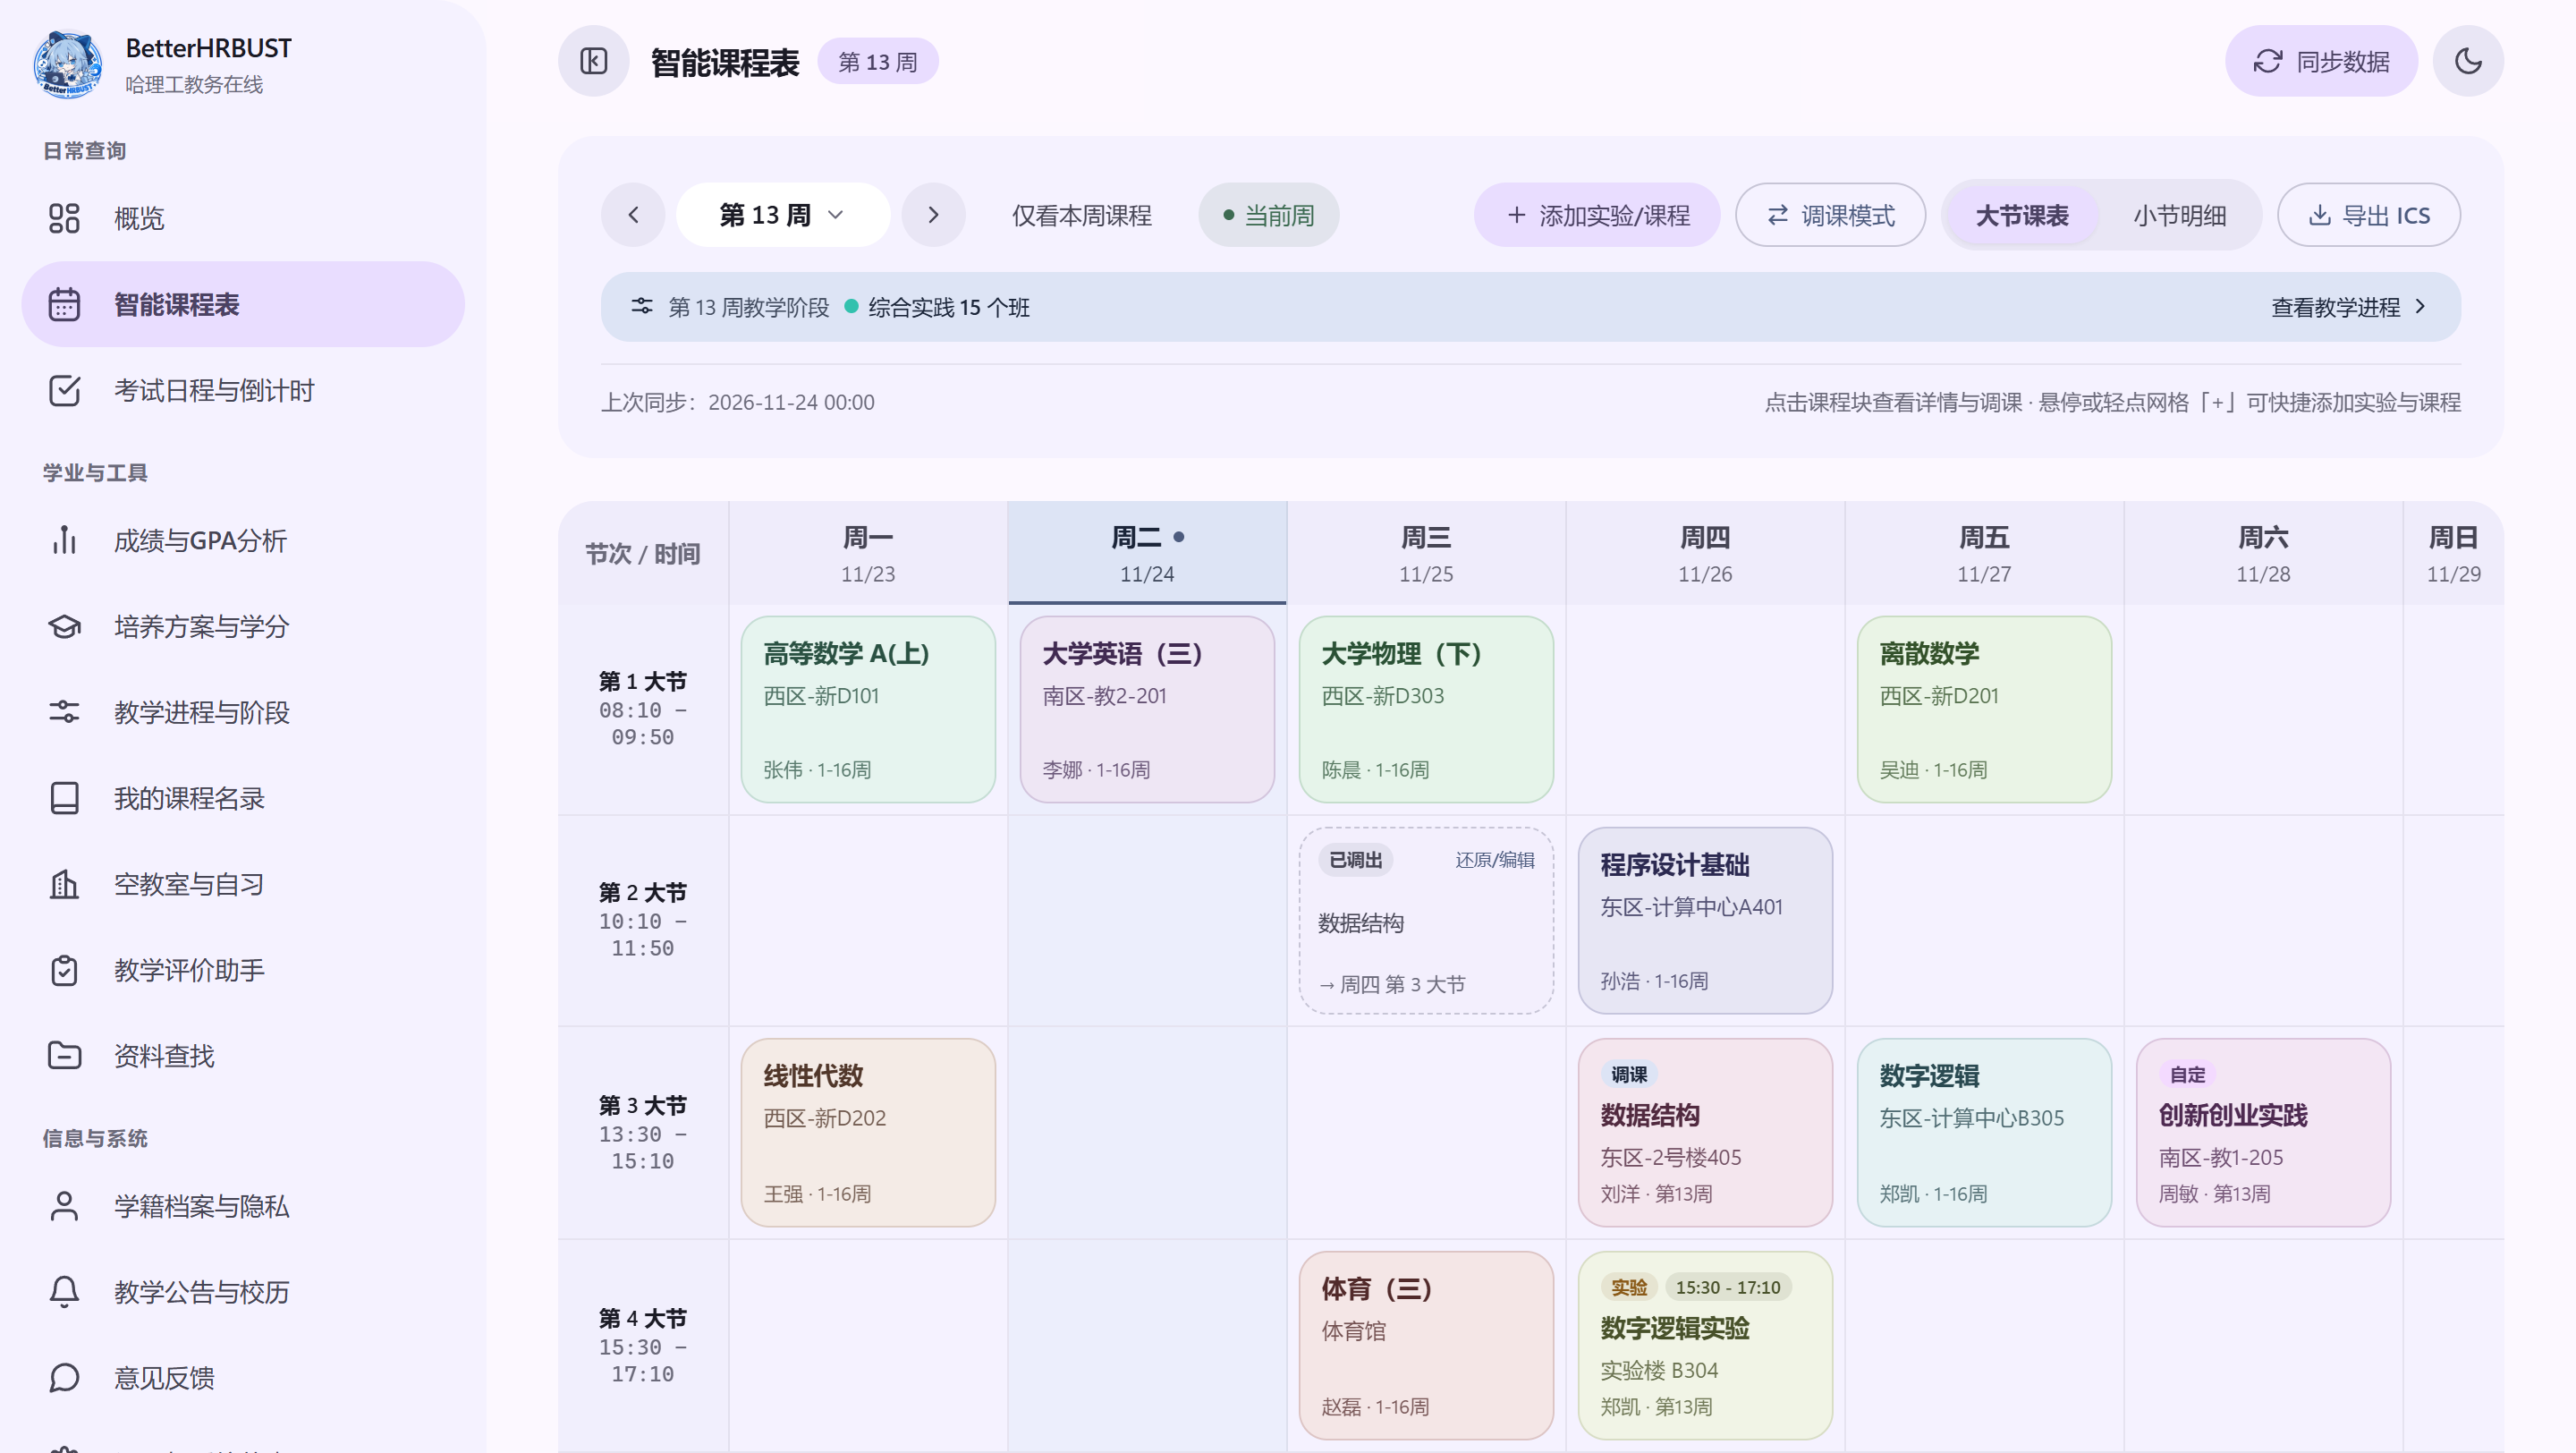 BetterHRBUST
哈理工教务在线
日常查询
概览
智能课程表
考试日程与倒计时
学业与工具
成绩与GPA分析
培养方案与学分
教学进程与阶段
我的课程名录
空教室与自习
教学评价助手
资料查找
信息与系统
学籍档案与隐私
教学公告与校历
意见反馈
智能课程表
第 13 周
同步数据
第 13 周
仅看本周课程
当前周
添加实验/课程
调课模式
大节课表
小节明细
导出 ICS
第 13 周教学阶段
综合实践 15 个班
查看教学进程
上次同步：2026-11-24 00:00
点击课程块查看详情与调课 · 悬停或轻点网格「+」可快捷添加实验与课程
节次 / 时间
周一
11/23
周二
11/24
周三
11/25
周四
11/26
周五
11/27
周六
11/28
周日
11/29
第 1 大节
08:10 –
09:50
高等数学 A(上)
西区-新D101
张伟 · 1-16周
大学英语（三）
南区-教2-201
李娜 · 1-16周
大学物理（下）
西区-新D303
陈晨 · 1-16周
离散数学
西区-新D201
吴迪 · 1-16周
第 2 大节
10:10 –
11:50
已调出
还原/编辑
数据结构
→ 周四 第 3 大节
程序设计基础
东区-计算中心A401
孙浩 · 1-16周
第 3 大节
13:30 –
15:10
线性代数
西区-新D202
王强 · 1-16周
调课
数据结构
东区-2号楼405
刘洋 · 第13周
数字逻辑
东区-计算中心B305
郑凯 · 1-16周
自定
创新创业实践
南区-教1-205
周敏 · 第13周
第 4 大节
15:30 –
17:10
体育（三）
体育馆
赵磊 · 1-16周
实验
15:30 - 17:10
数字逻辑实验
实验楼 B304
郑凯 · 第13周